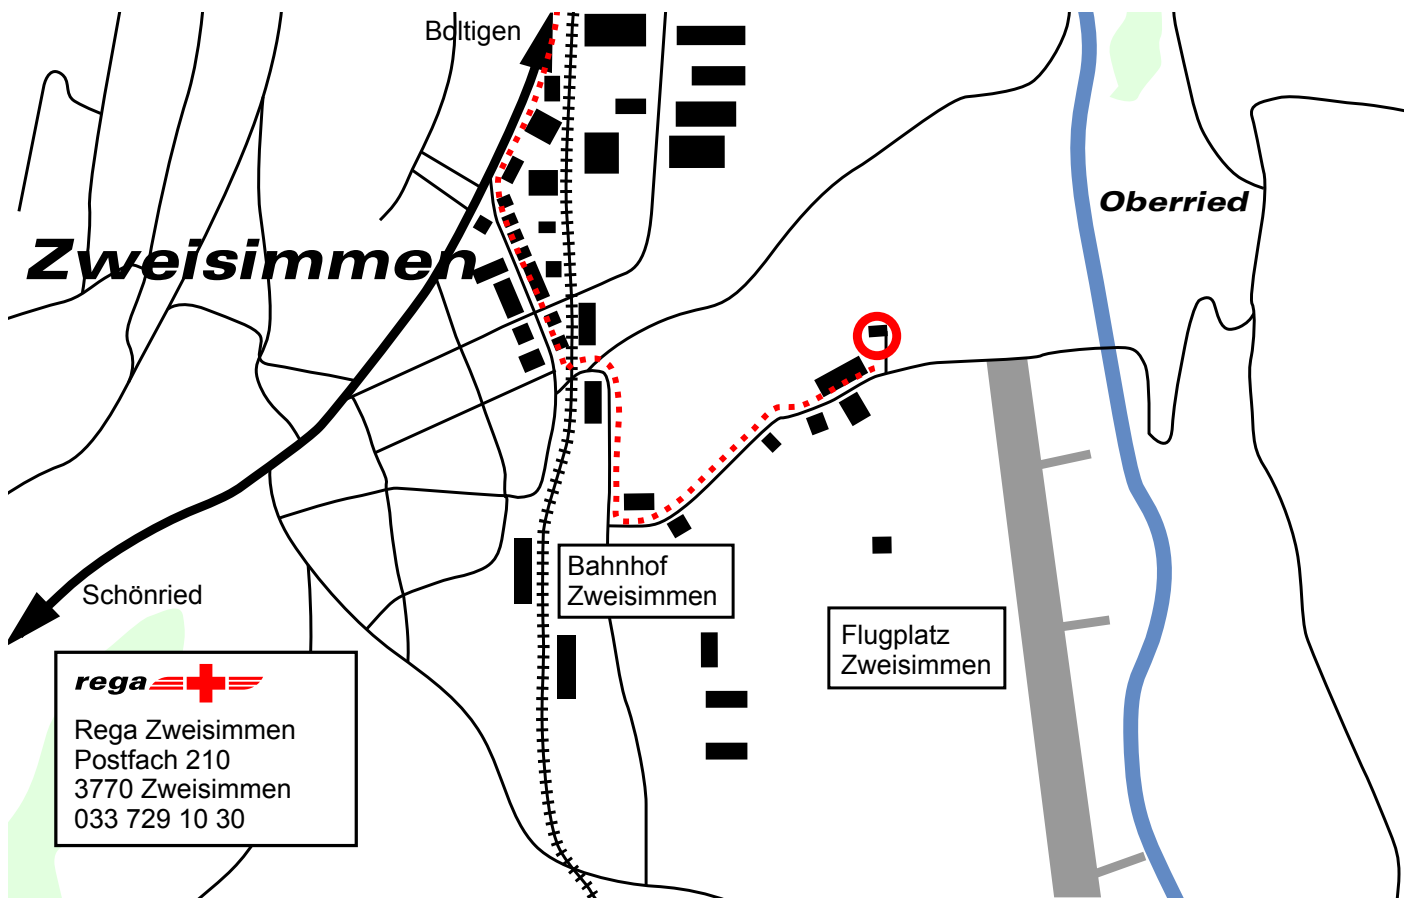 Boltigen
Oberried
Zweisimmen
Bahnhof
Zweisimmen
Schönried
Flugplatz
Zweisimmen
rega
Rega Zweisimmen
Postfach 210
3770 Zweisimmen
033 729 10 30